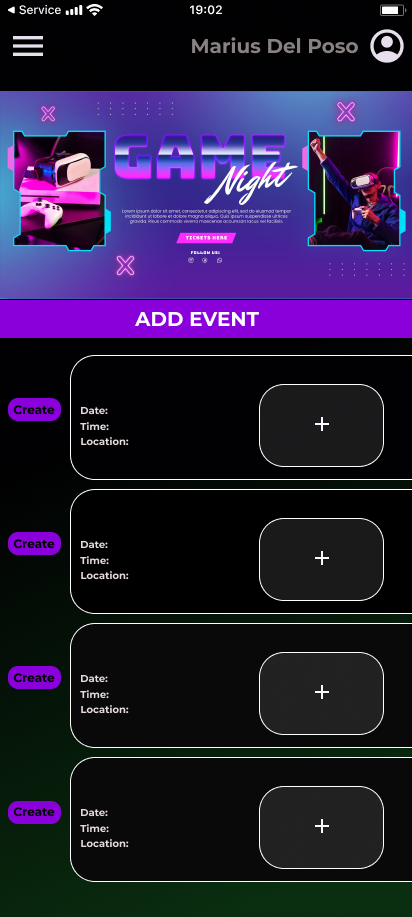 Service
19:02
Marius Del Poso
GAME
Night
Lorem ipsum dolor sit amet, consectetur adipiscing elit, sed do eiusmod tempor
incididunt ut labore et dolore magna aliqua. Quis ipsum suspendisse ultrices
gravida. Risus commodo viverra maecenas accumsan lacus vel facilisis.
TICKETS HERE
FOLLOW US!
ADD EVENT
Create
Date:
Time:
Location:
+
Create
Date:
Time:
Location:
+
Create
Date:
Time:
Location:
+
Create
Date:
Time:
Location:
+